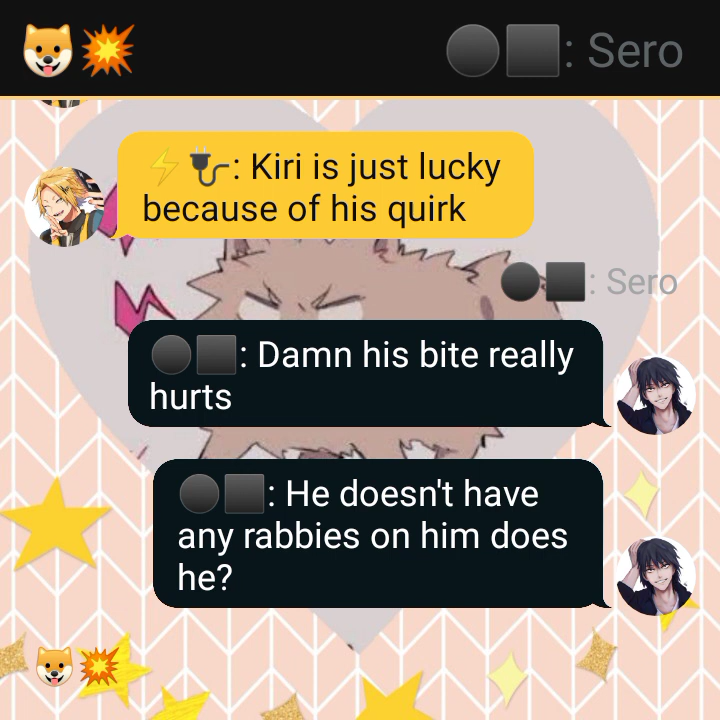 🐶💥 ⚫⬛: Sero
⚡🔌: Kiri is just lucky
because of his quirk
⚫⬛: Sero
⚫⬛: Damn his bite really
hurts
⚫⬛: He doesn't have
any rabbies on him does
he?
🐶💥